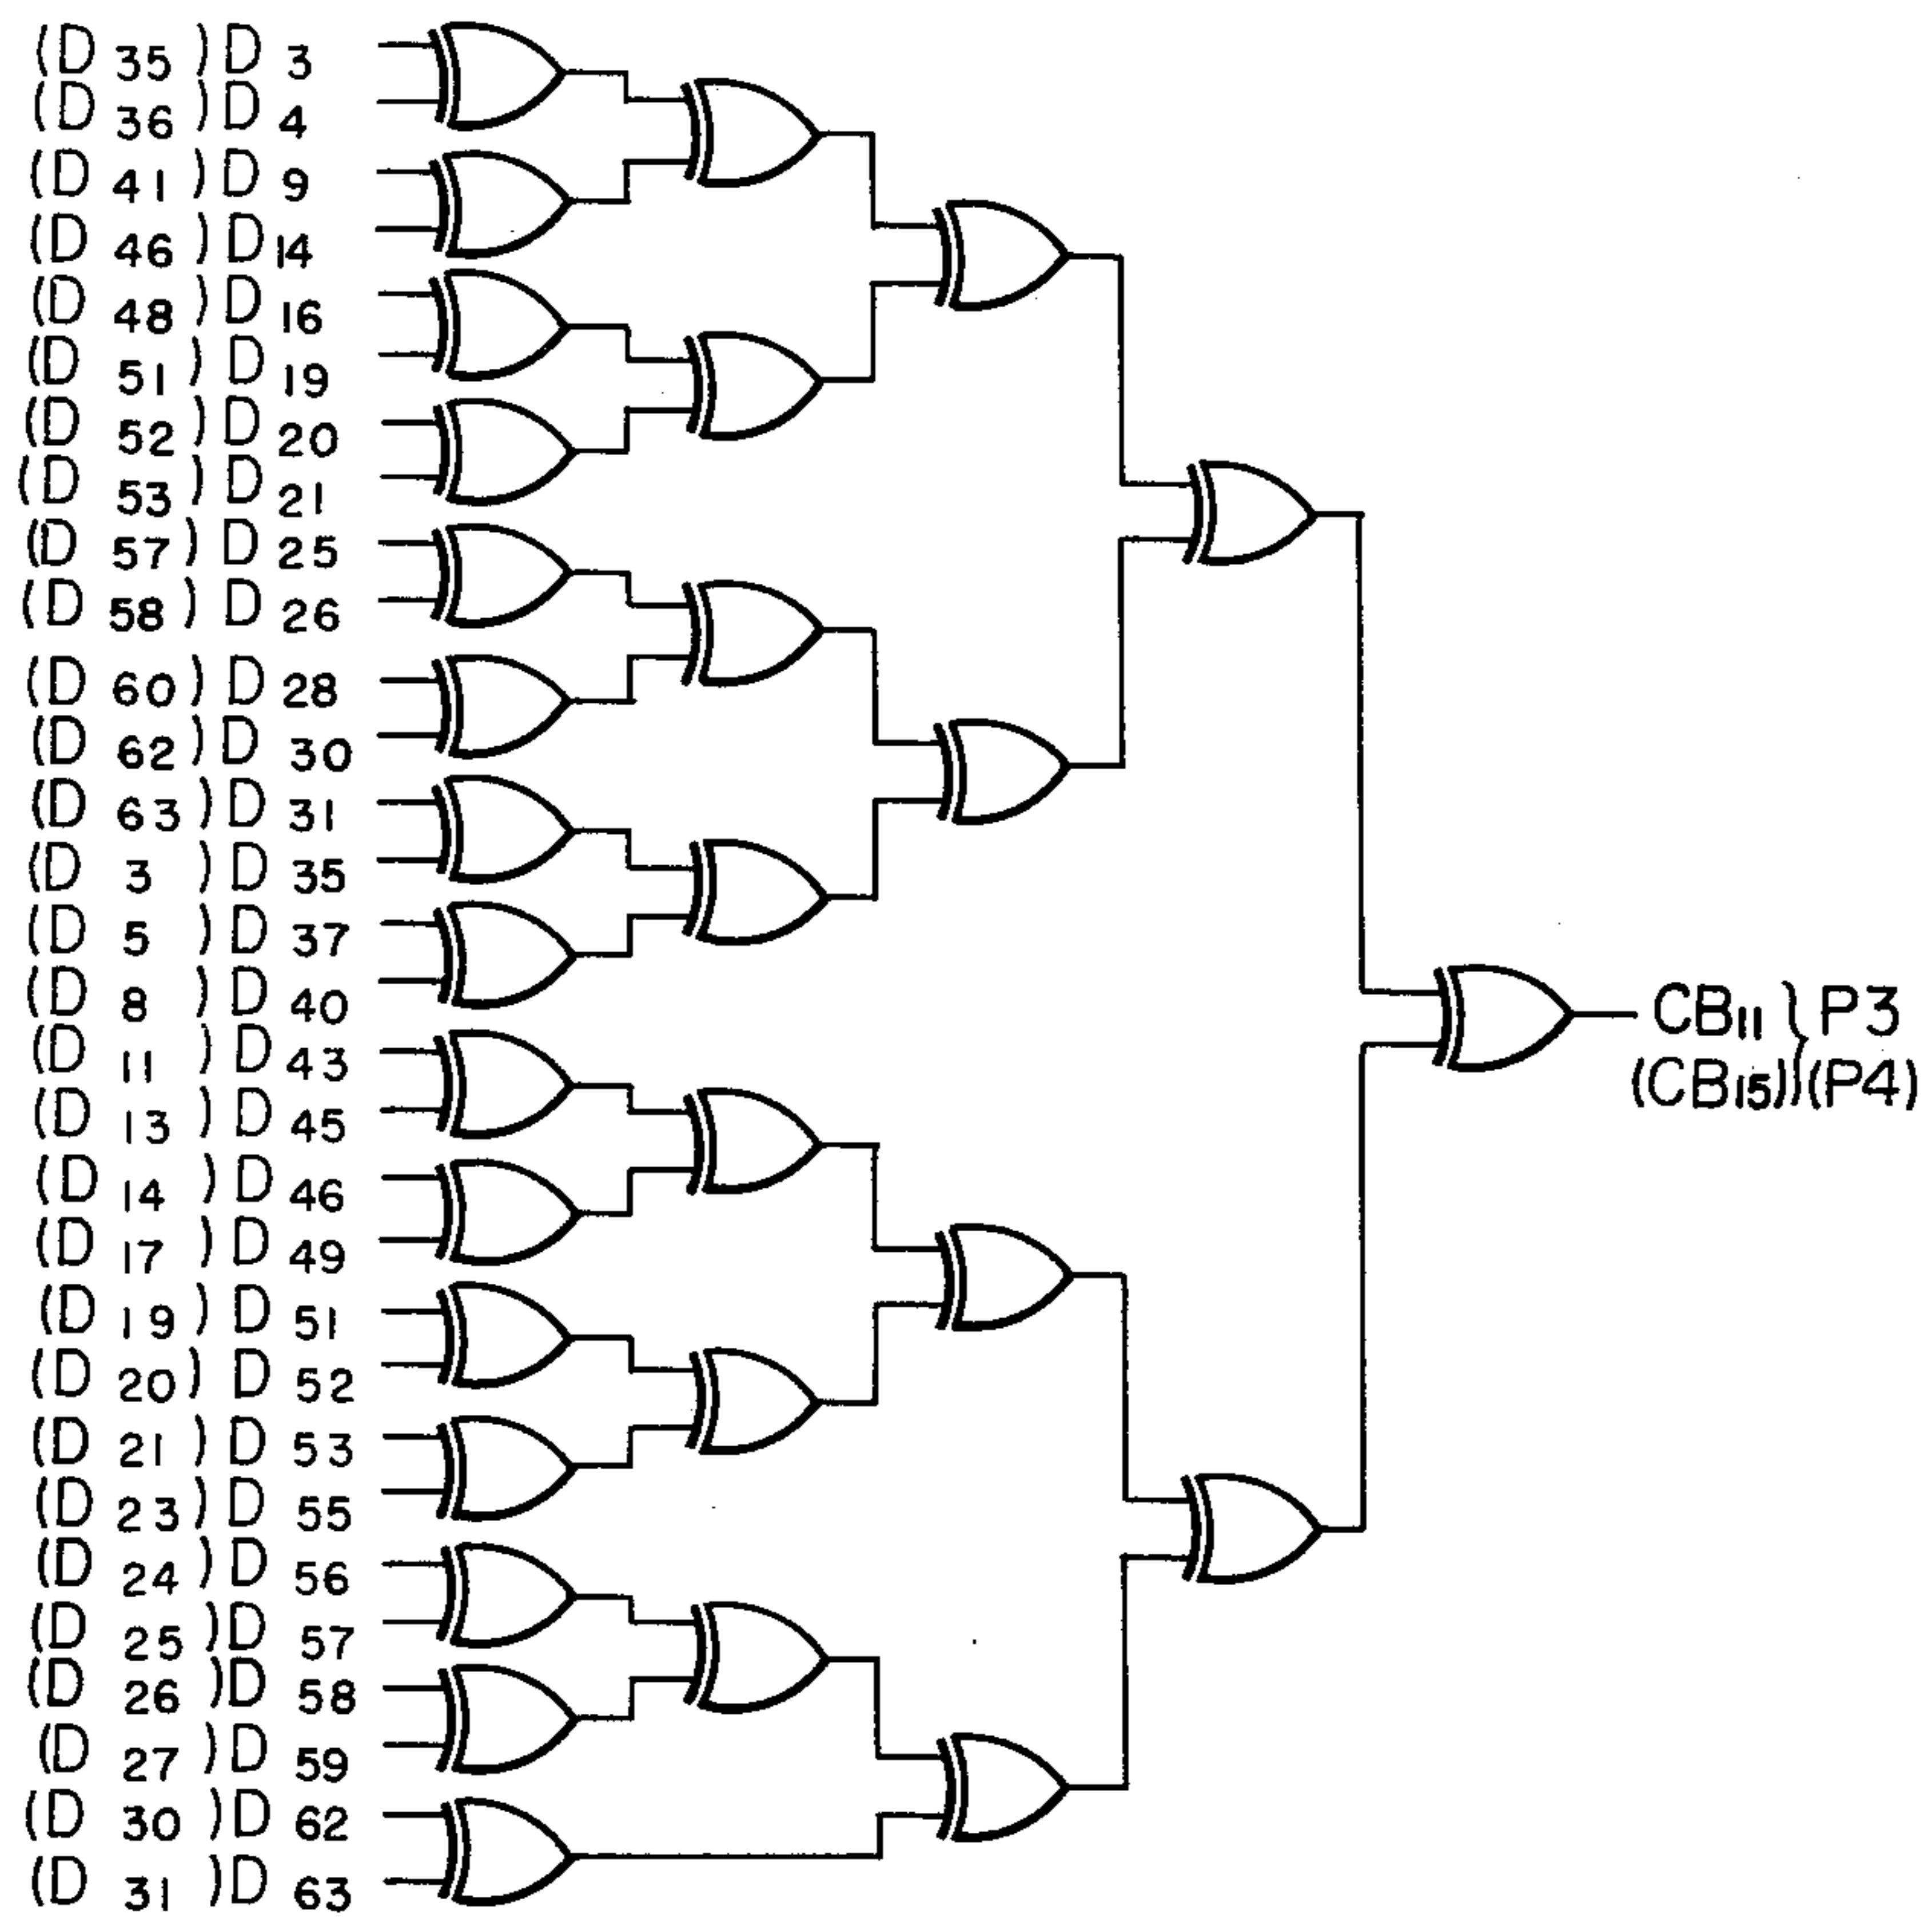 (D 35 ) D 3
(D 36 ) D 4
(D 41 ) D 9
(D 46 ) D 14
(D 48 ) D 16
(D 51 ) D 19
(D 52 ) D 20
(D 53 ) D 21
(D 57 ) D 25
(D 58 ) D 26
(D 60 ) D 28
(D 62 ) D 30
(D 63 ) D 31
(D 3 ) D 35
(D 5 ) D 37
(D 8 ) D 40
(D 11 ) D 43
(D 13 ) D 45
(D 14 ) D 46
(D 17 ) D 49
(D 19 ) D 51
(D 20 ) D 52
(D 21 ) D 53
(D 23 ) D 55
(D 24 ) D 56
(D 25 ) D 57
(D 26 ) D 58
(D 27 ) D 59
(D 30 ) D 62
(D 31 ) D 63
CB11 } P3
(CB15) } (P4)